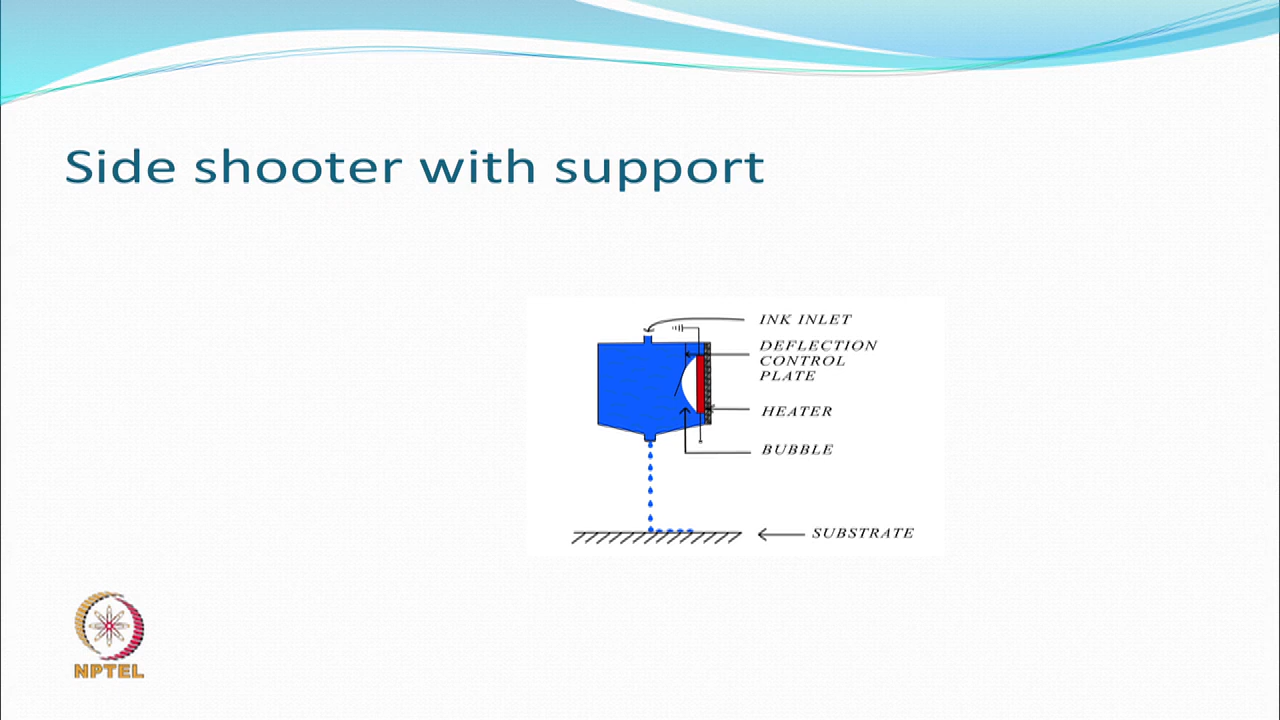 Side shooter with support
INK INLET
DEFLECTION
CONTROL
PLATE
HEATER
BUBBLE
SUBSTRATE
NPTEL